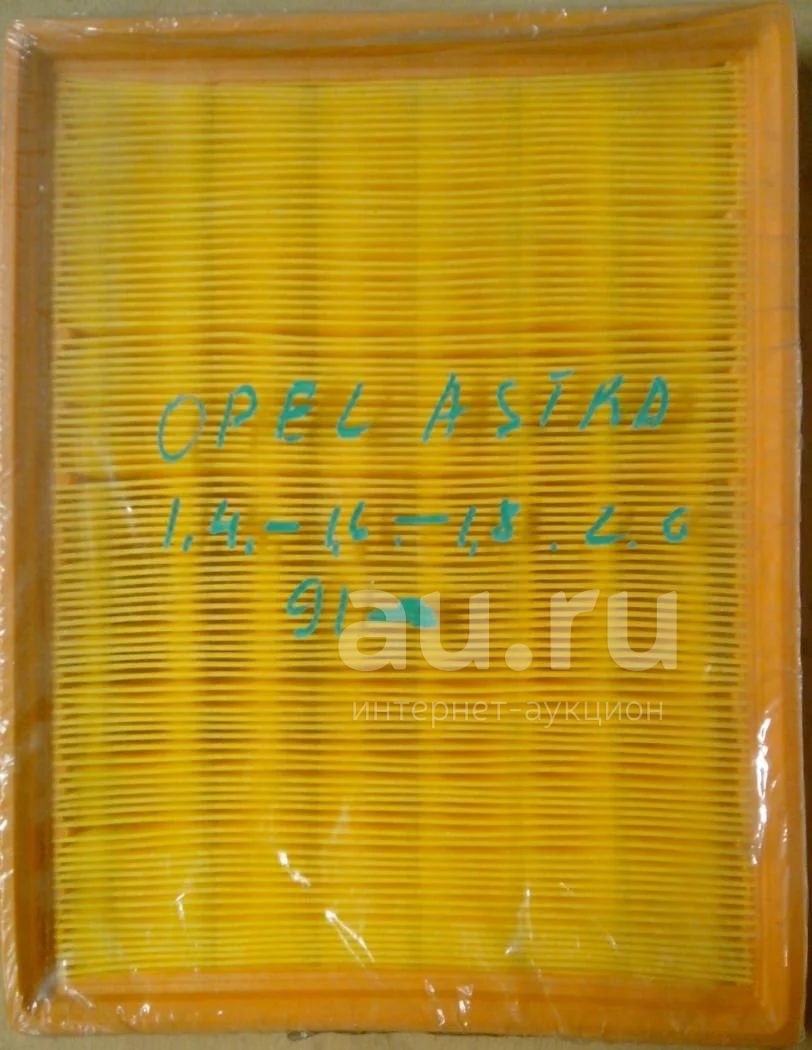 OPEL ASTRA
1,4.-1,6.-1,8.2.0
91-
au.ru
интернет-аукцион